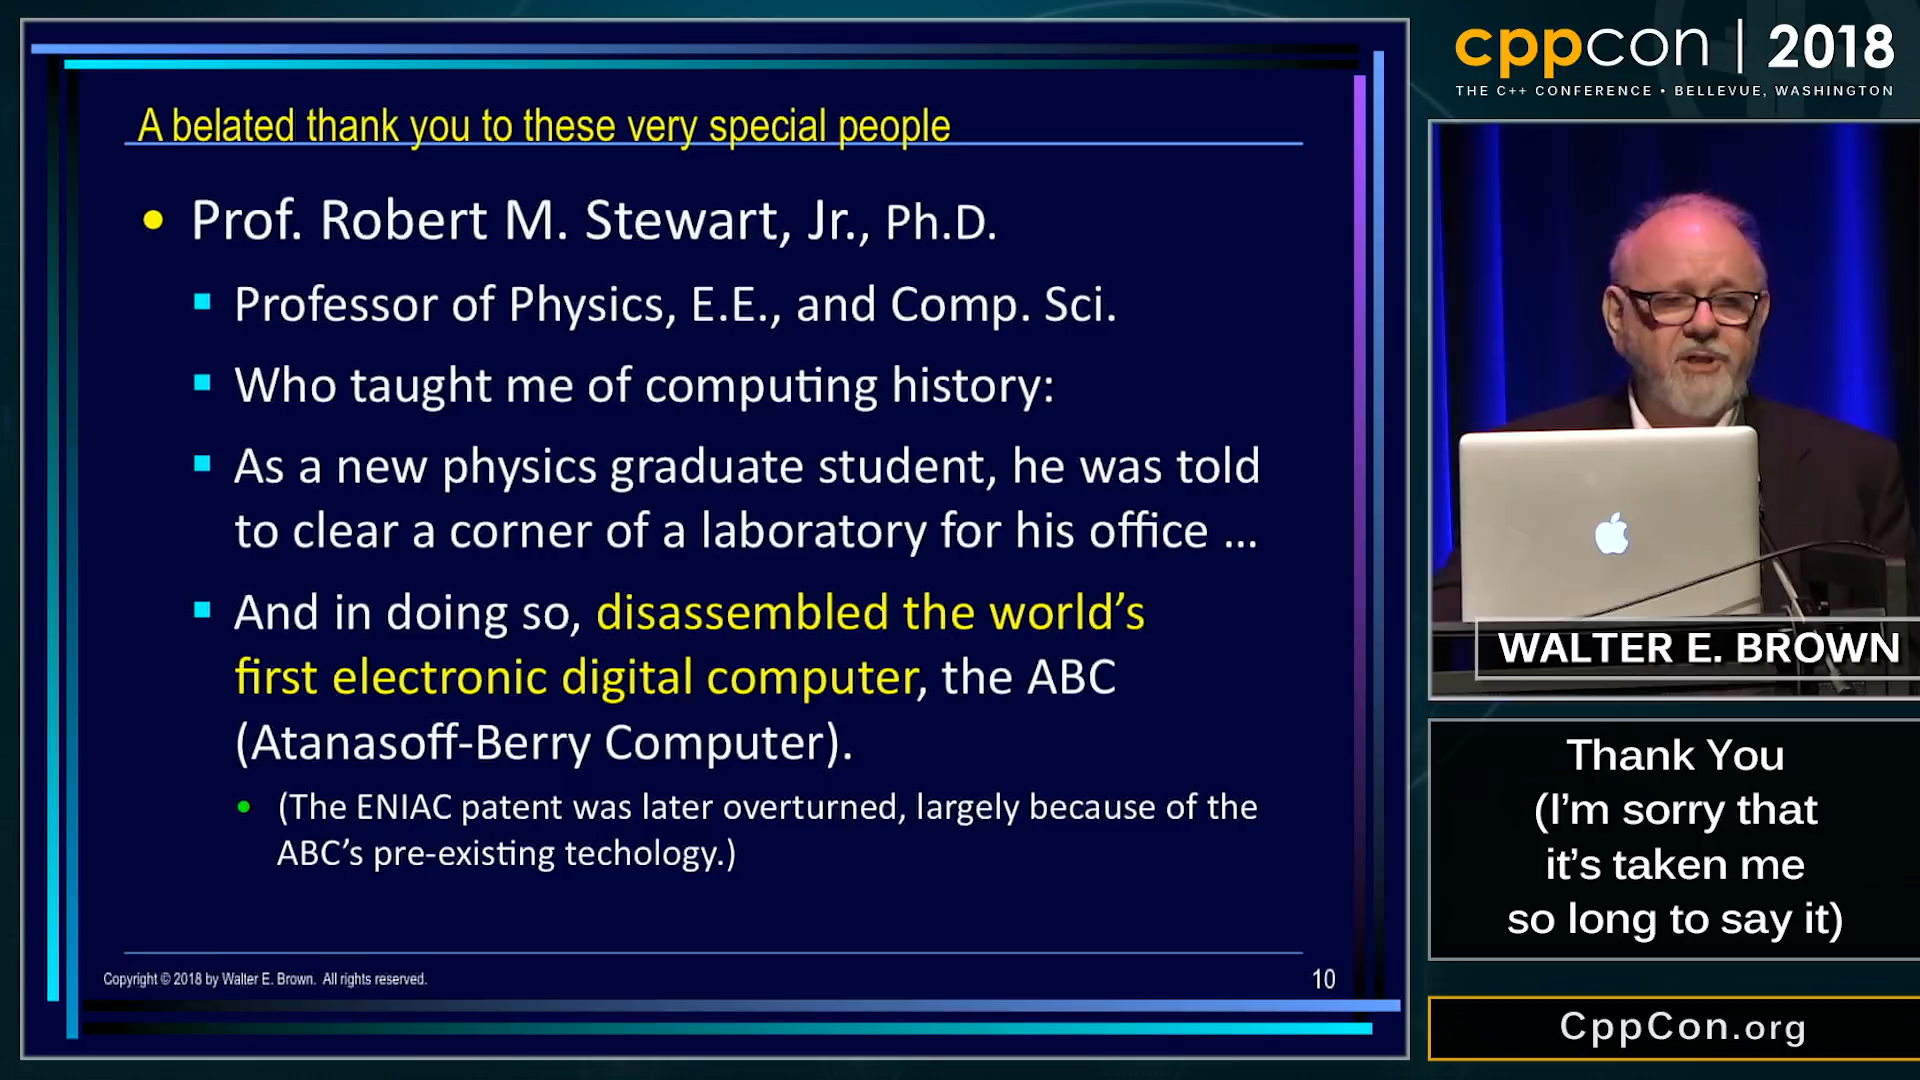 A belated thank you to these very special people
Prof. Robert M. Stewart, Jr., Ph.D.
Professor of Physics, E.E., and Comp. Sci.
Who taught me of computing history:
As a new physics graduate student, he was told
to clear a corner of a laboratory for his office ...
And in doing so, disassembled the world's
first electronic digital computer, the ABC
(Atanasoff-Berry Computer).
(The ENIAC patent was later overturned, largely because of the
ABC's pre-existing techology.)
Copyright © 2018 by Walter E. Brown. All rights reserved.
10
cppcon | 2018
THE C++ CONFERENCE • BELLEVUE, WASHINGTON
WALTER E. BROWN
Thank You
(I'm sorry that
it's taken me
so long to say it)
CppCon.org